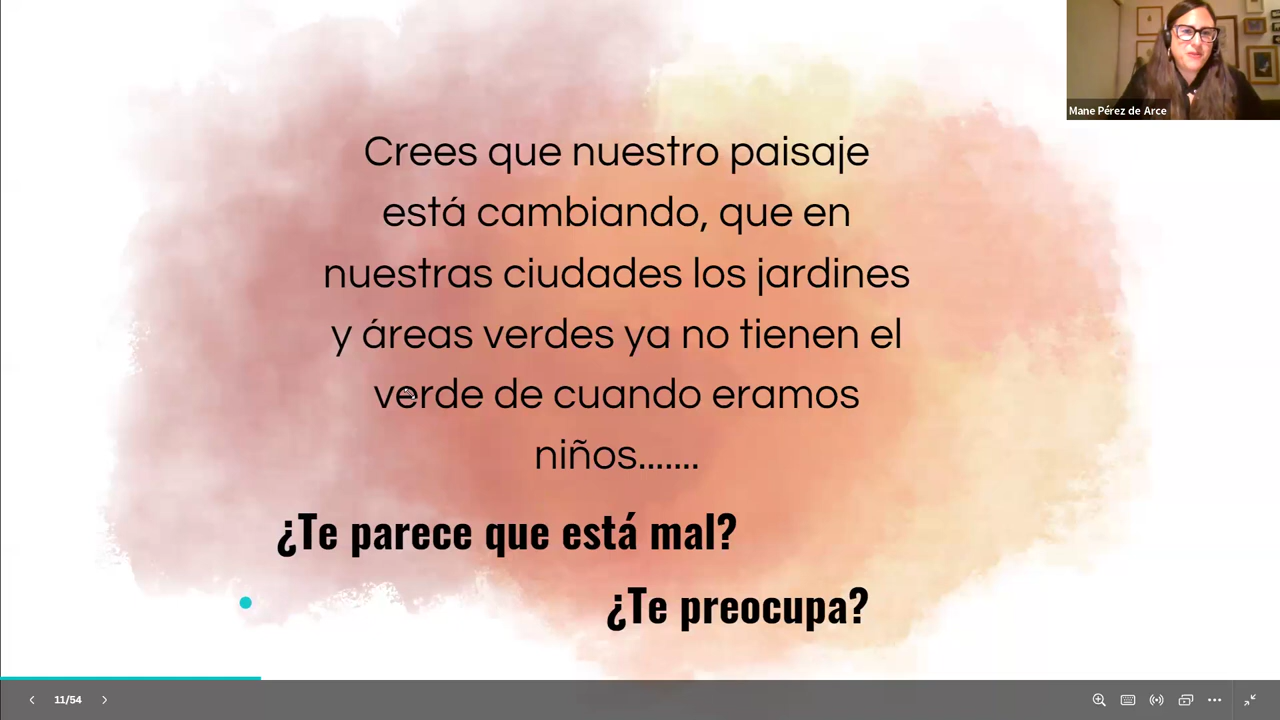 Mane Pérez de Arce
Crees que nuestro paisaje
está cambiando, que en
nuestras ciudades los jardines
y áreas verdes ya no tienen el
verde de cuando eramos
niños.......
¿Te parece que está mal?
¿Te preocupa?
11/54